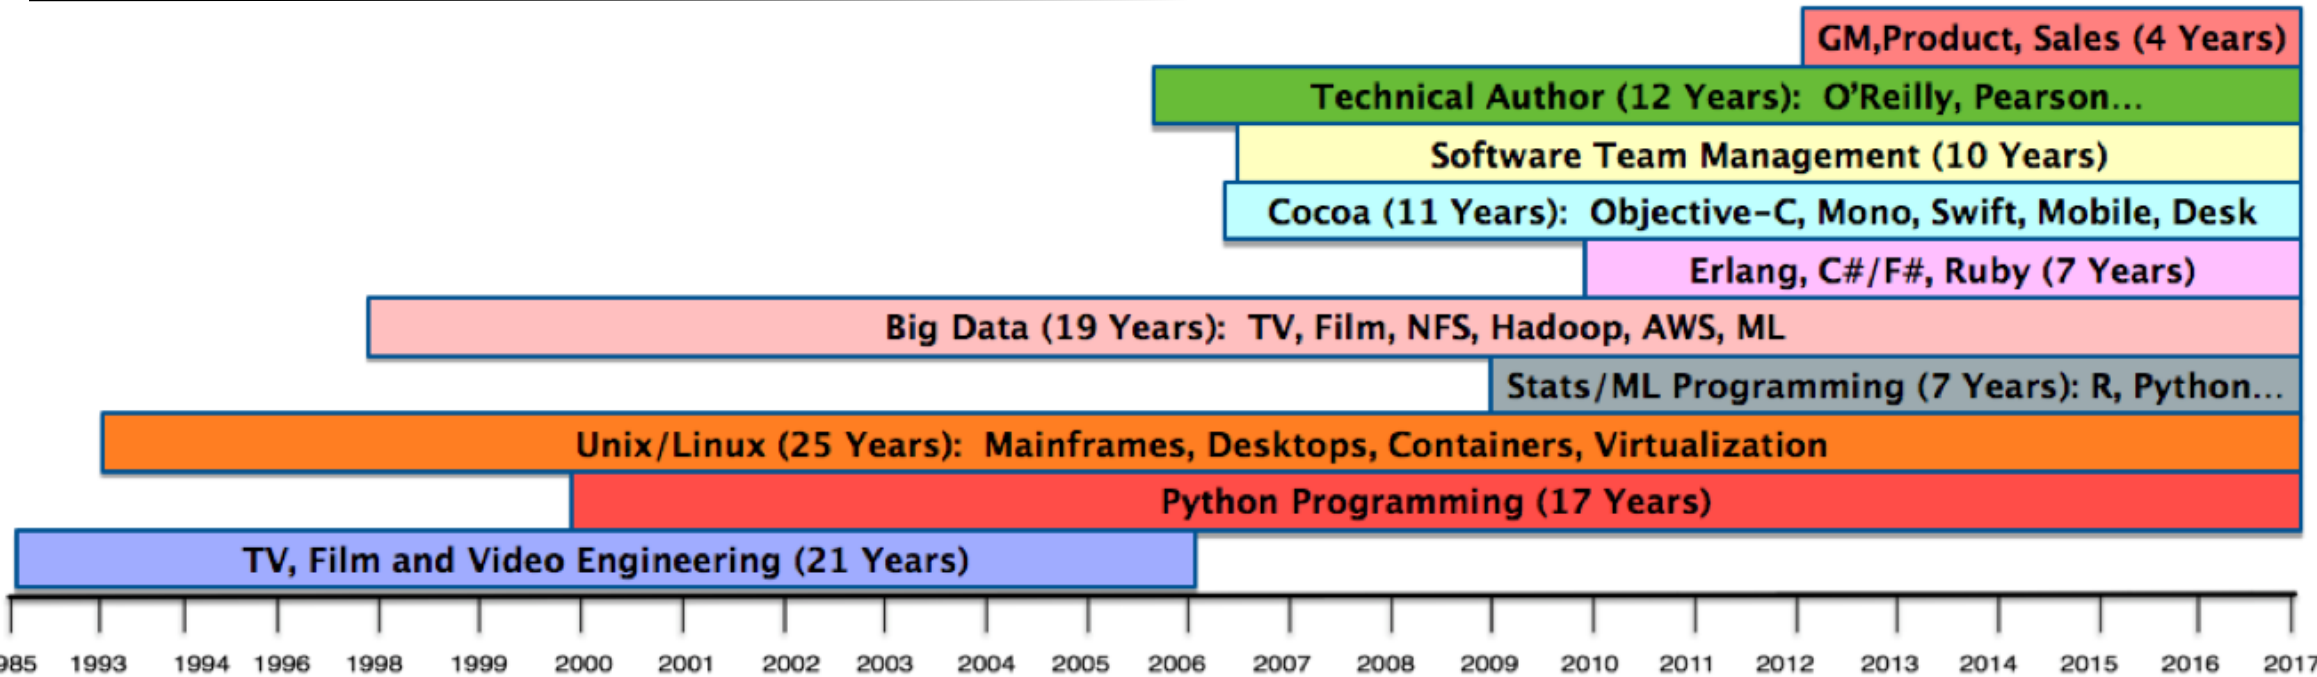 GM,Product, Sales (4 Years)
Technical Author (12 Years): O’Reilly, Pearson...
Software Team Management (10 Years)
Cocoa (11 Years): Objective-C, Mono, Swift, Mobile, Desk
Erlang, C#/F#, Ruby (7 Years)
Big Data (19 Years): TV, Film, NFS, Hadoop, AWS, ML
Stats/ML Programming (7 Years): R, Python...
Unix/Linux (25 Years): Mainframes, Desktops, Containers, Virtualization
Python Programming (17 Years)
TV, Film and Video Engineering (21 Years)
985 1993 1994 1996 1998 1999 2000 2001 2002 2003 2004 2005 2006 2007 2008 2009 2010 2011 2012 2013 2014 2015 2016 2017